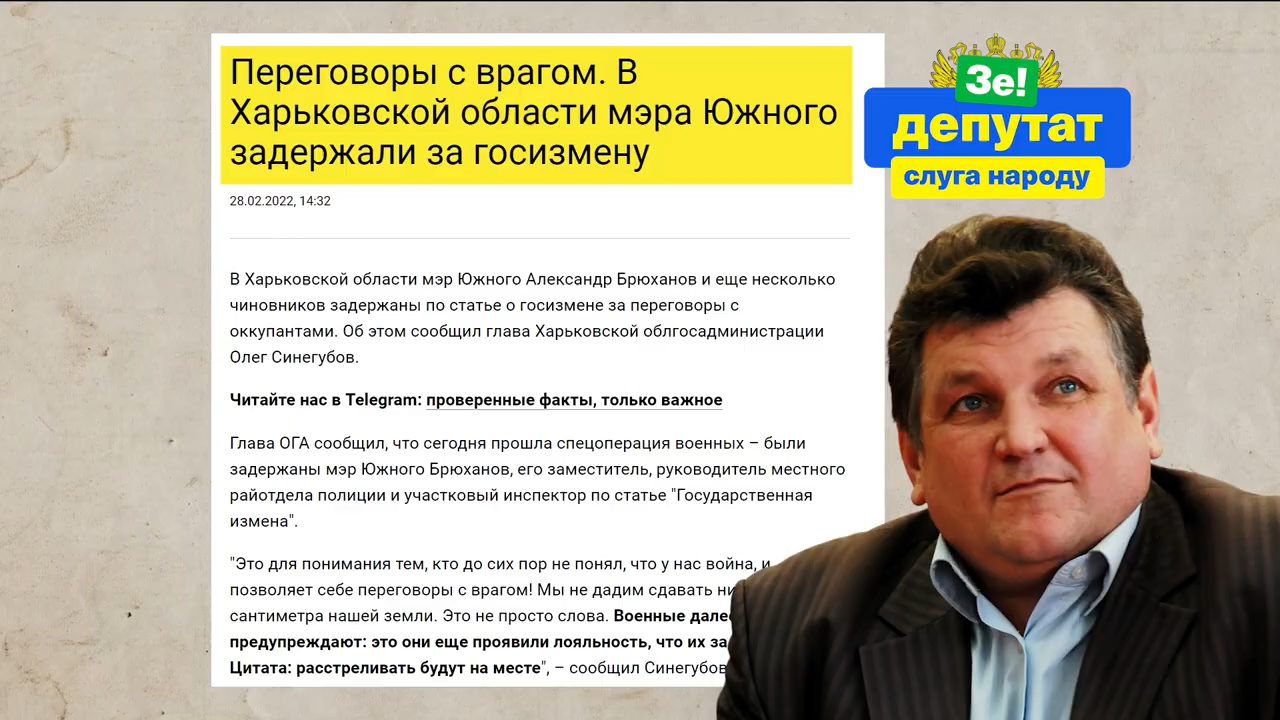 Переговоры с врагом. В
Харьковской области мэра Южного
задержали за госизмену
28.02.2022, 14:32
В Харьковской области мэр Южного Александр Брюханов и еще несколько
чиновников задержаны по статье о госизмене за переговоры с
оккупантами. Об этом сообщил глава Харьковской облгосадминистрации
Олег Синегубов.
Читайте нас в Telegram: проверенные факты, только важное
Глава ОГА сообщил, что сегодня прошла спецоперация военных – были
задержаны мэр Южного Брюханов, его заместитель, руководитель местного
райотдела полиции и участковый инспектор по статье "Государственная
измена".
"Это для понимания тем, кто до сих пор не понял, что у нас война, и
позволяет себе переговоры с врагом! Мы не дадим сдавать ни
сантиметра нашей земли. Это не просто слова. Военные
предупреждают: это они еще проявили лояльность, что их
Цитата: расстреливать будут на месте", – сообщил Синегубов
Зе!
депутат
слуга народу